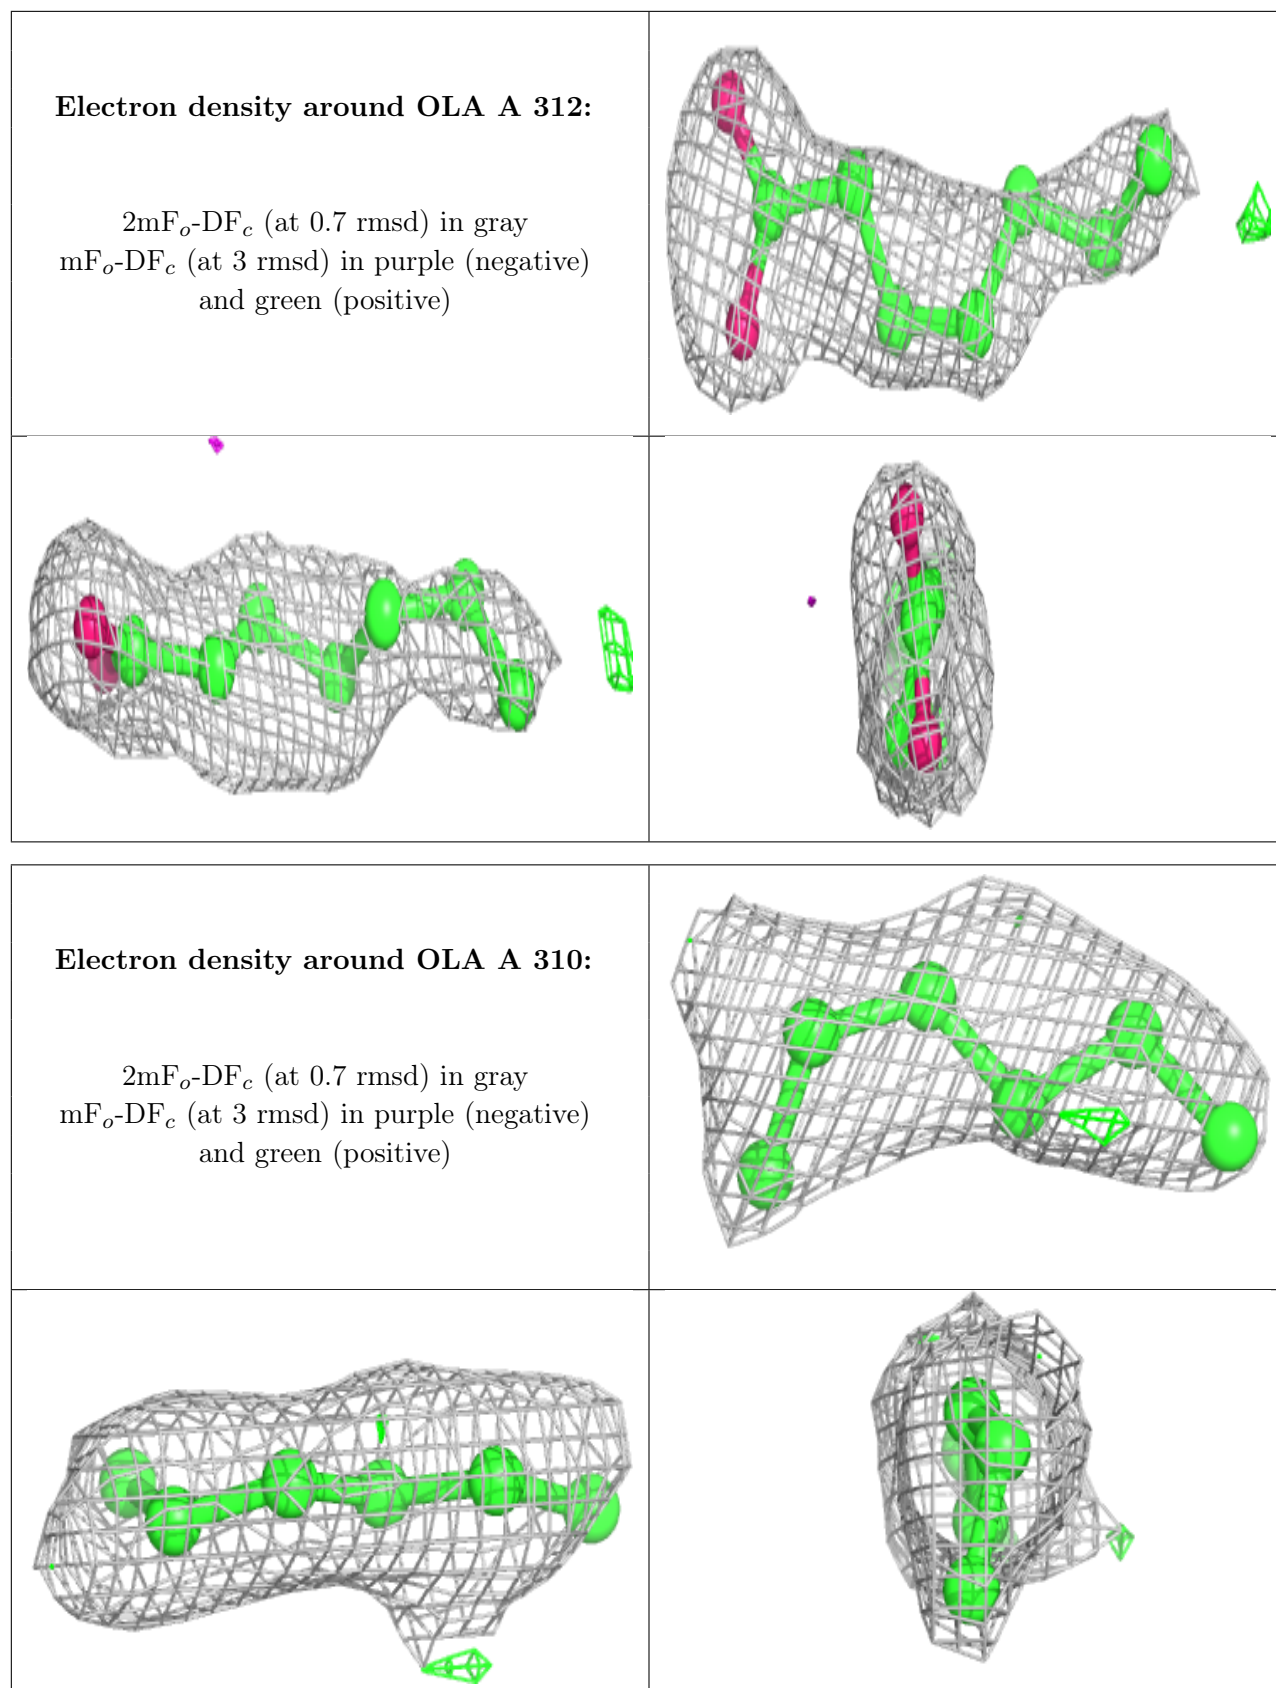 Electron density around OLA A 312:
2mFo-DFc (at 0.7 rmsd) in gray
mFo-DFc (at 3 rmsd) in purple (negative)
and green (positive)
Electron density around OLA A 310:
2mFo-DFc (at 0.7 rmsd) in gray
mFo-DFc (at 3 rmsd) in purple (negative)
and green (positive)